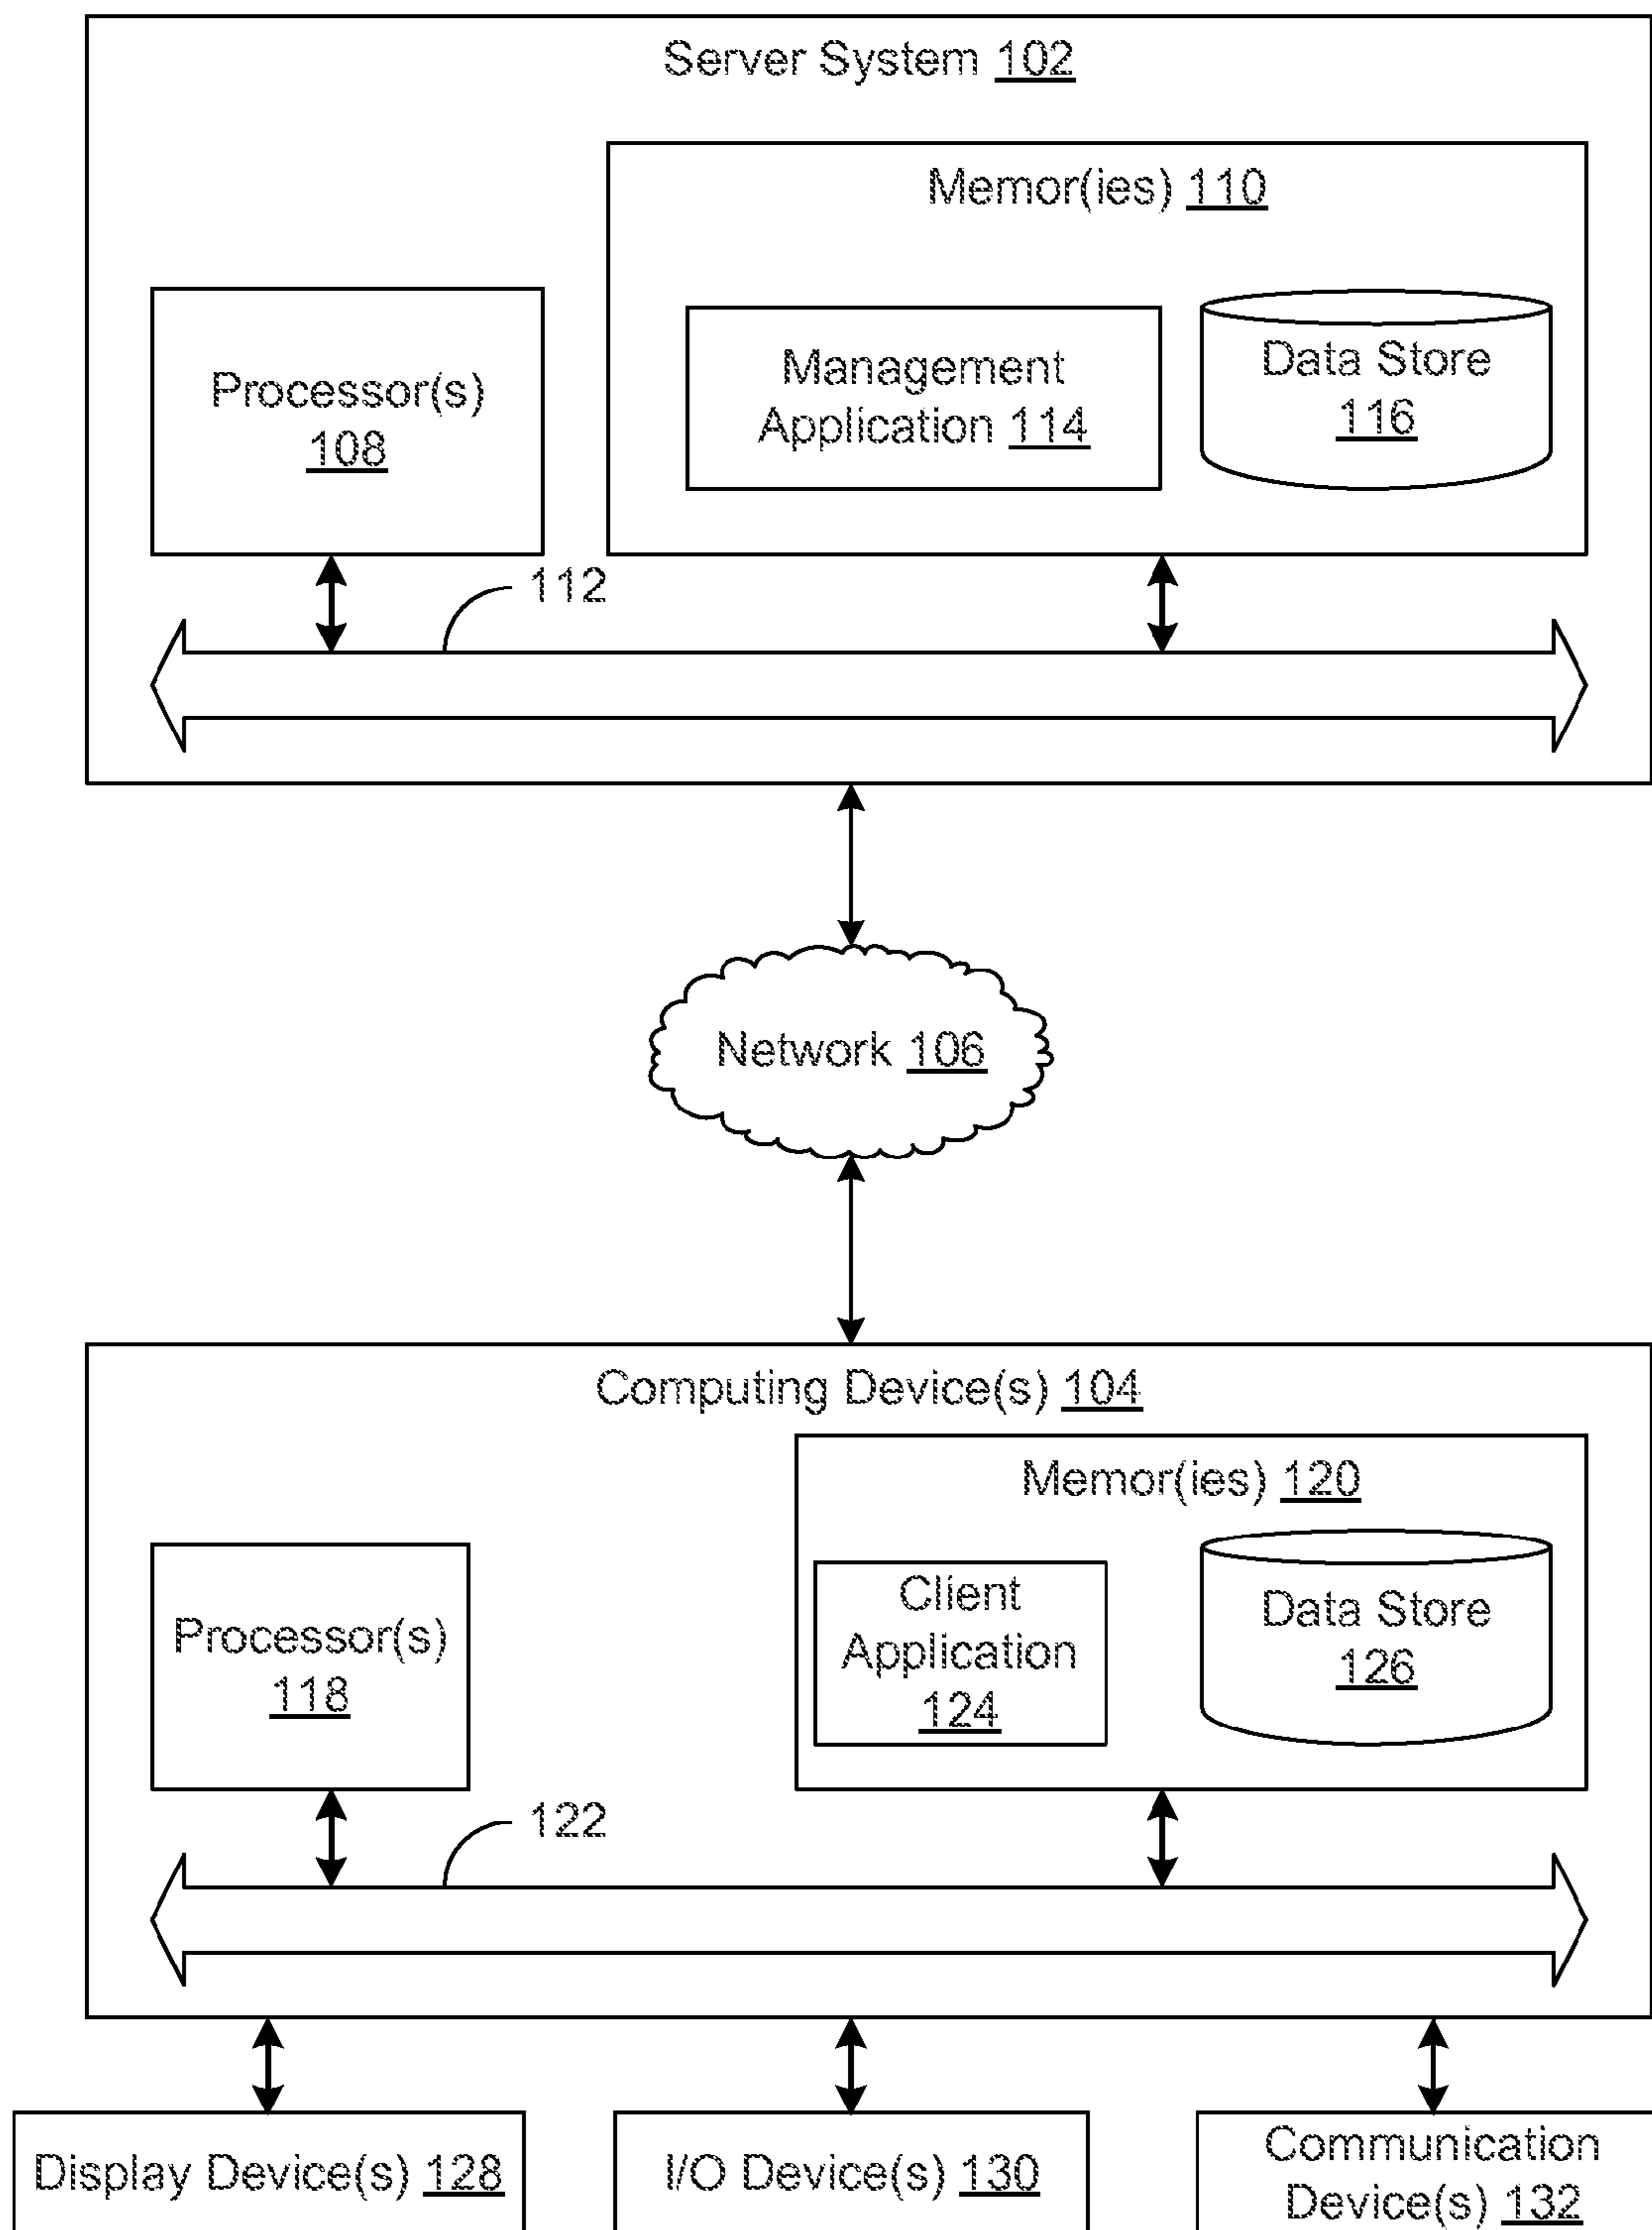 Server System 102
Memor(ies) 110
Processor(s)
108
Management
Application 114
Data Store
116
112
Network 106
Computing Device(s) 104
Memor(ies) 120
Processor(s)
118
Client
Application
124
Data Store
126
122
Display Device(s) 128
I/O Device(s) 130
Communication
Device(s) 132